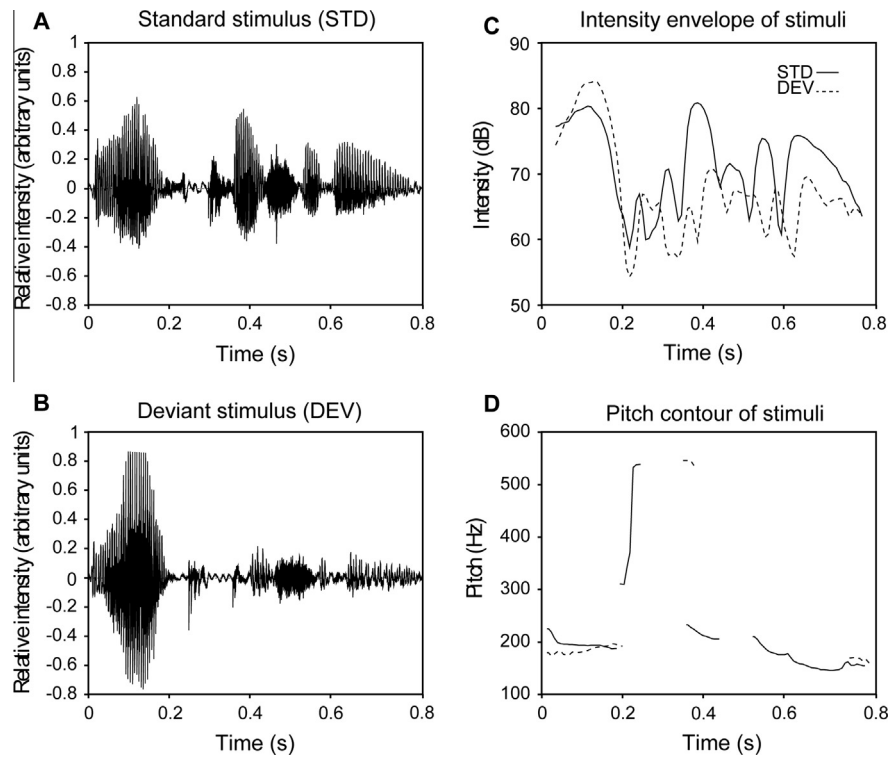 A
Standard stimulus (STD)
Relative intensity (arbitrary units)
1
0.8
0.6
0.4
0.2
0
-0.2
-0.4
-0.6
-0.8
0
0.2
0.4
0.6
0.8
Time (s)
C
Intensity envelope of stimuli
STD
DEV
Intensity (dB)
90
80
70
60
50
0
0.2
0.4
0.6
0.8
Time (s)
B
Deviant stimulus (DEV)
Relative intensity (arbitrary units)
1
0.8
0.6
0.4
0.2
0
-0.2
-0.4
-0.6
-0.8
0
0.2
0.4
0.6
0.8
Time (s)
D
Pitch contour of stimuli
Pitch (Hz)
600
500
400
300
200
100
0
0.2
0.4
0.6
0.8
Time (s)